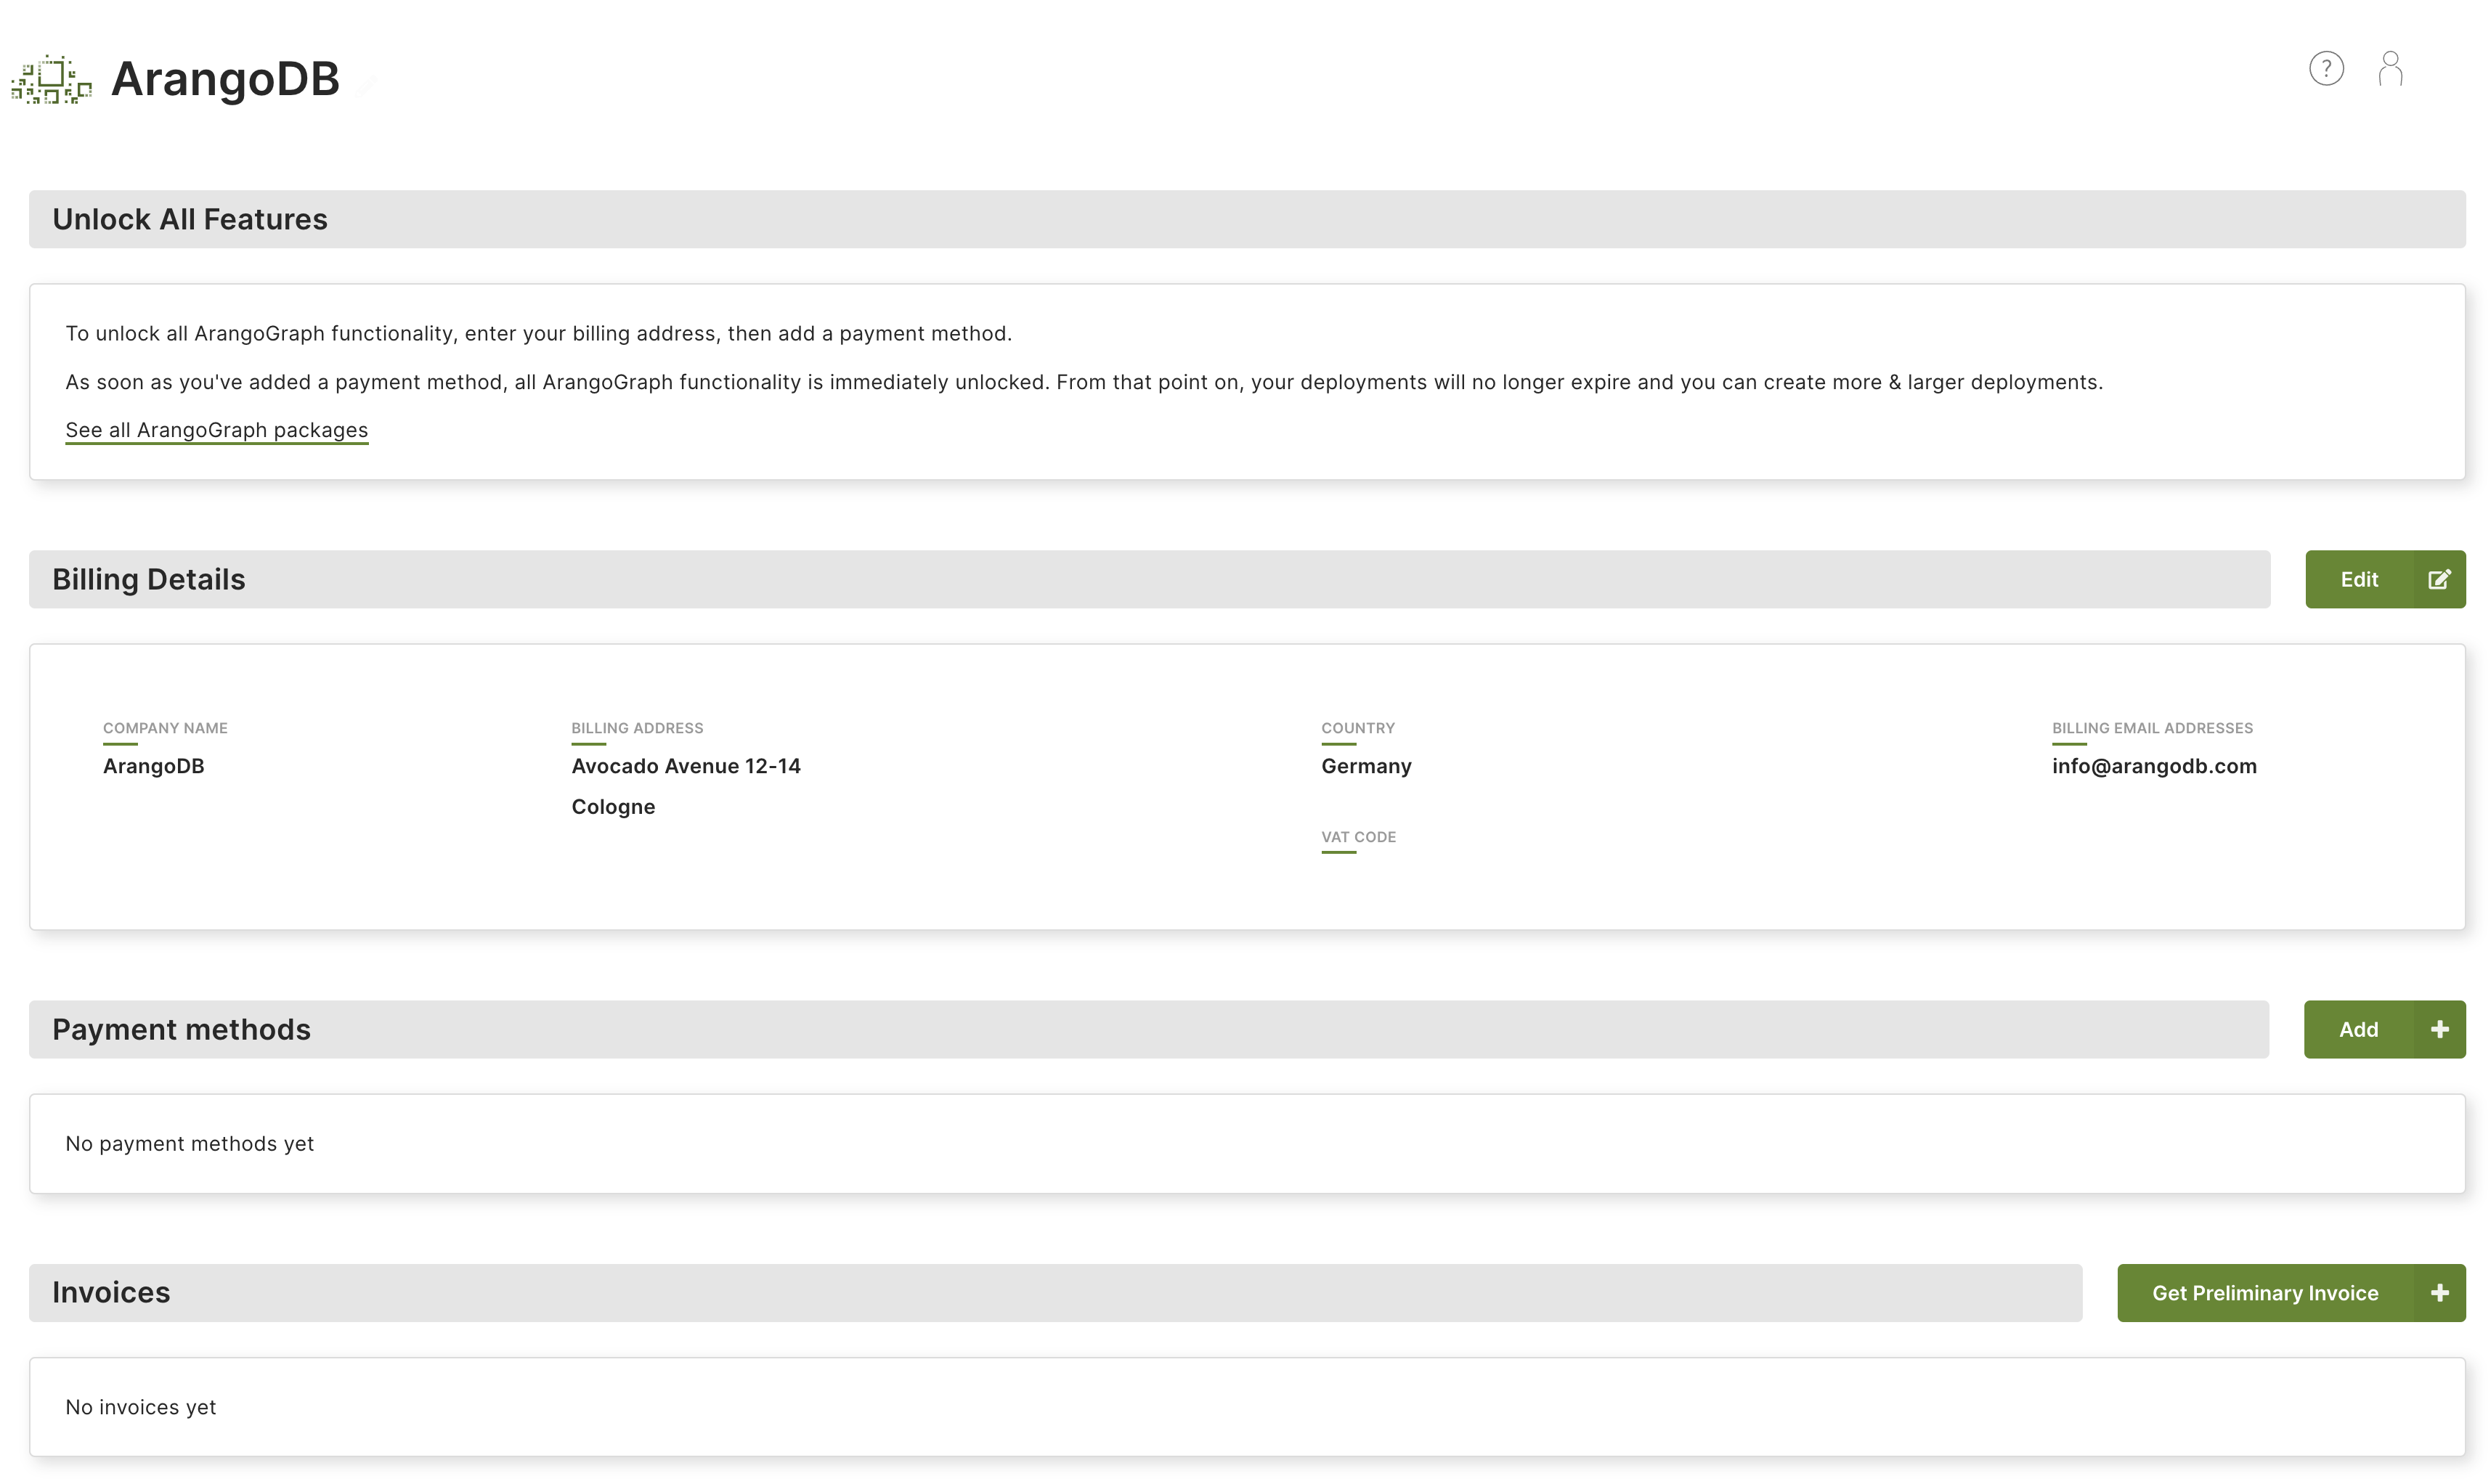 ArangoDB
?
Unlock All Features
To unlock all ArangoGraph functionality, enter your billing address, then add a payment method.
As soon as you've added a payment method, all ArangoGraph functionality is immediately unlocked. From that point on, your deployments will no longer expire and you can create more & larger deployments.
See all ArangoGraph packages
Billing Details
Edit
COMPANY NAME
ArangoDB
BILLING ADDRESS
Avocado Avenue 12-14
Cologne
COUNTRY
Germany
VAT CODE
BILLING EMAIL ADDRESSES
info@arangodb.com
Payment methods
Add
No payment methods yet
Invoices
Get Preliminary Invoice
No invoices yet